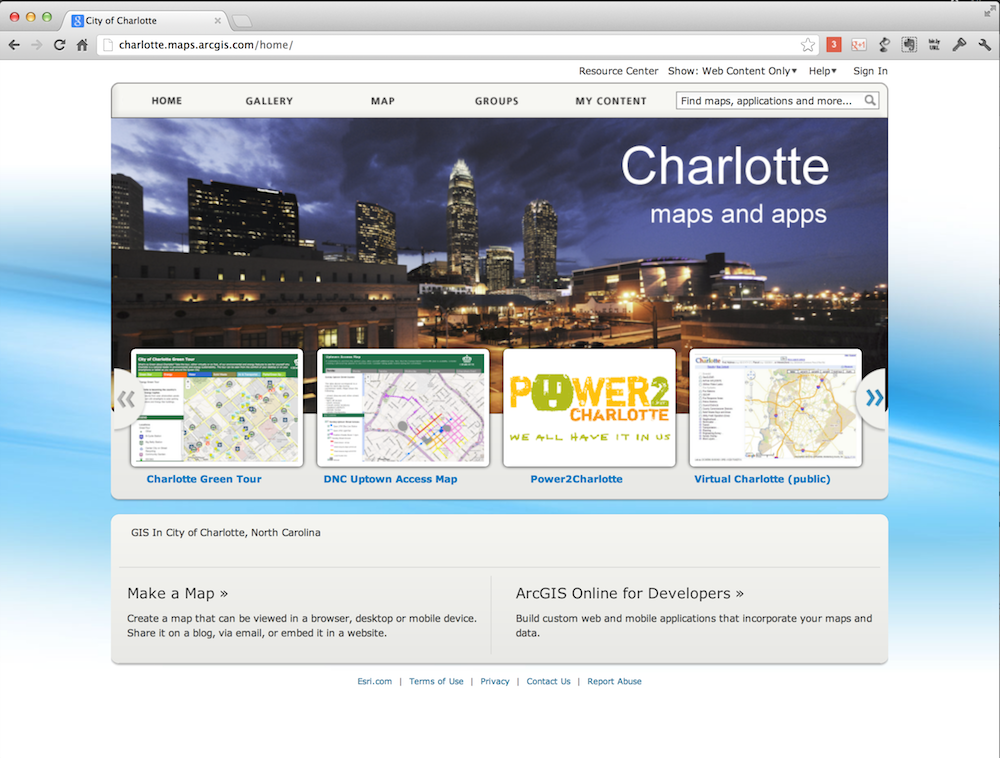 City of Charlotte
charlotte.maps.arcgis.com/home/
3
Resource Center Show: Web Content Only▾ Help▾ Sign In
HOME GALLERY MAP GROUPS MY CONTENT Find maps, applications and more...
Charlotte
maps and apps
City of Charlotte Green Tour
Uptown Access Map
POWER2
CHARLOTTE
WE ALL HAVE IT IN US
Charlotte Green Tour DNC Uptown Access Map Power2Charlotte Virtual Charlotte (public)
GIS In City of Charlotte, North Carolina
Make a Map »
Create a map that can be viewed in a browser, desktop or mobile device.
Share it on a blog, via email, or embed it in a website.
ArcGIS Online for Developers »
Build custom web and mobile applications that incorporate your maps and
data.
Esri.com | Terms of Use | Privacy | Contact Us | Report Abuse